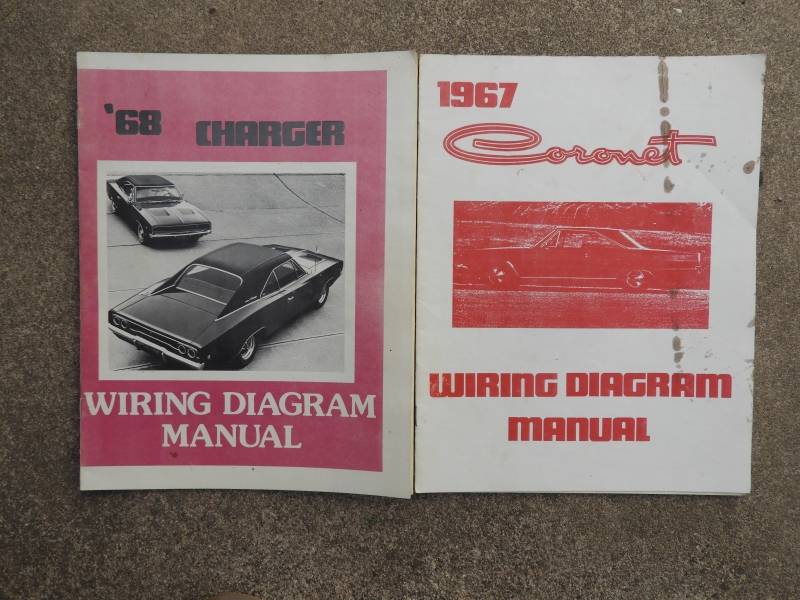 '68 CHARGER
WIRING DIAGRAM
MANUAL
1967
Coronet
WIRING DIAGRAM
MANUAL